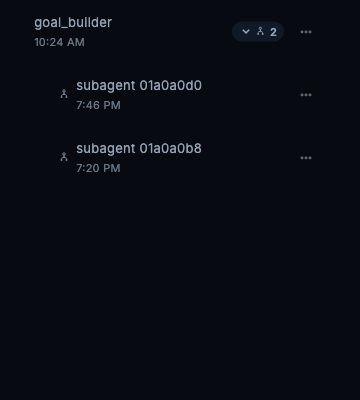 goal_builder
2
10:24 AM
subagent 01a0a0d0
7:46 PM
subagent 01a0a0b8
7:20 PM